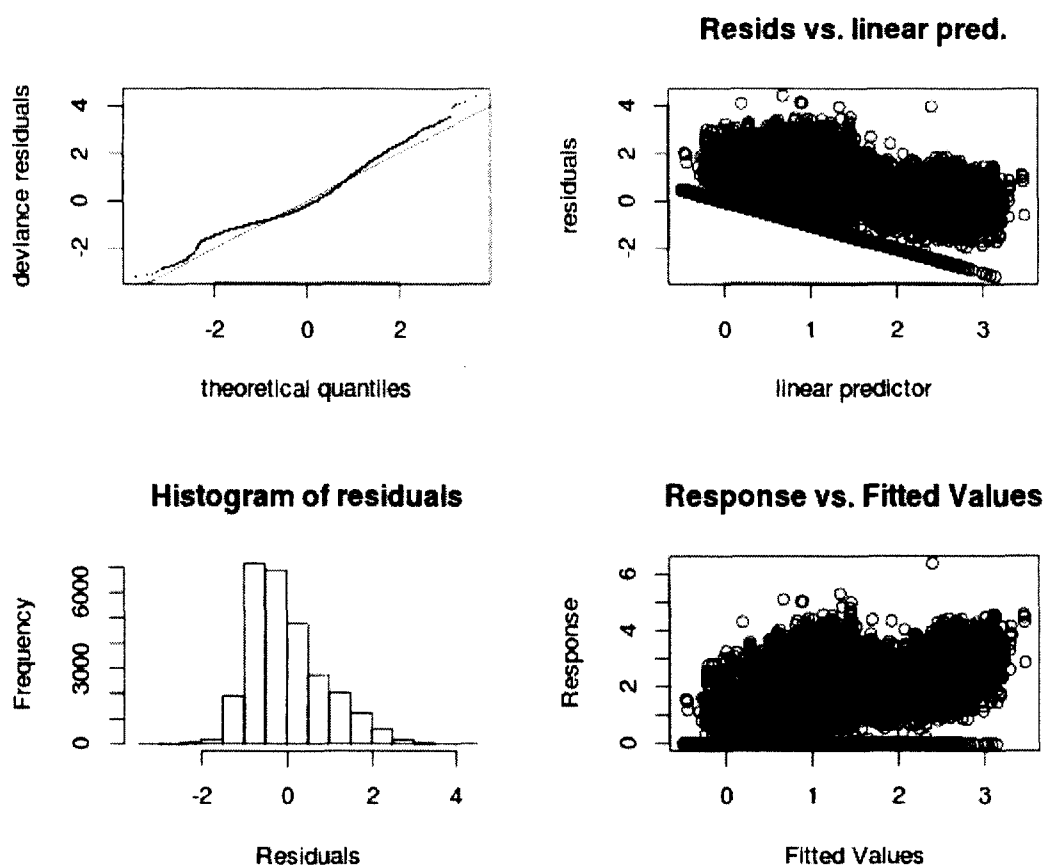 deviance residuals
4
2
0
-2
-2
0
2
theoretical quantiles
Resids vs. linear pred.
residuals
4
2
0
-2
0
1
2
3
linear predictor
Histogram of residuals
Frequency
6000
3000
0
-2
0
2
4
Residuals
Response vs. Fitted Values
Response
6
4
2
0
0
1
2
3
Fitted Values